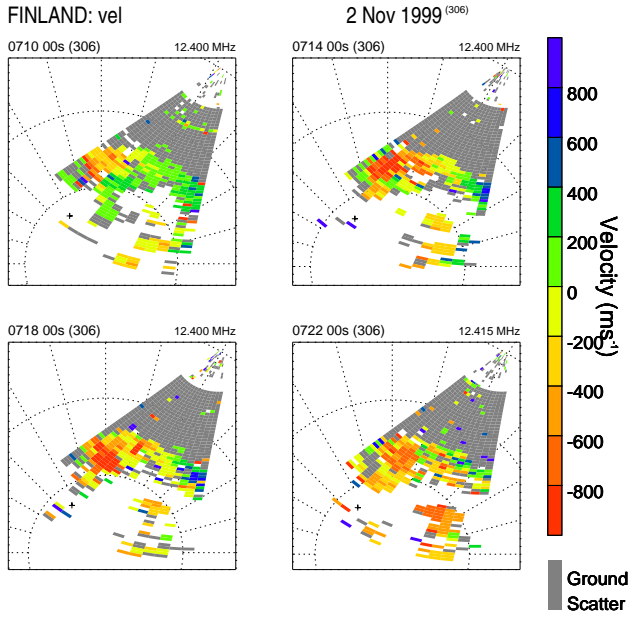 FINLAND: vel
2 Nov 1999 (306)
0710 00s (306)
12.400 MHz
0714 00s (306)
12.400 MHz
0718 00s (306)
12.400 MHz
0722 00s (306)
12.415 MHz
800
600
400
200
0
-200
-400
-600
-800
Velocity (ms-1)
Ground
Scatter